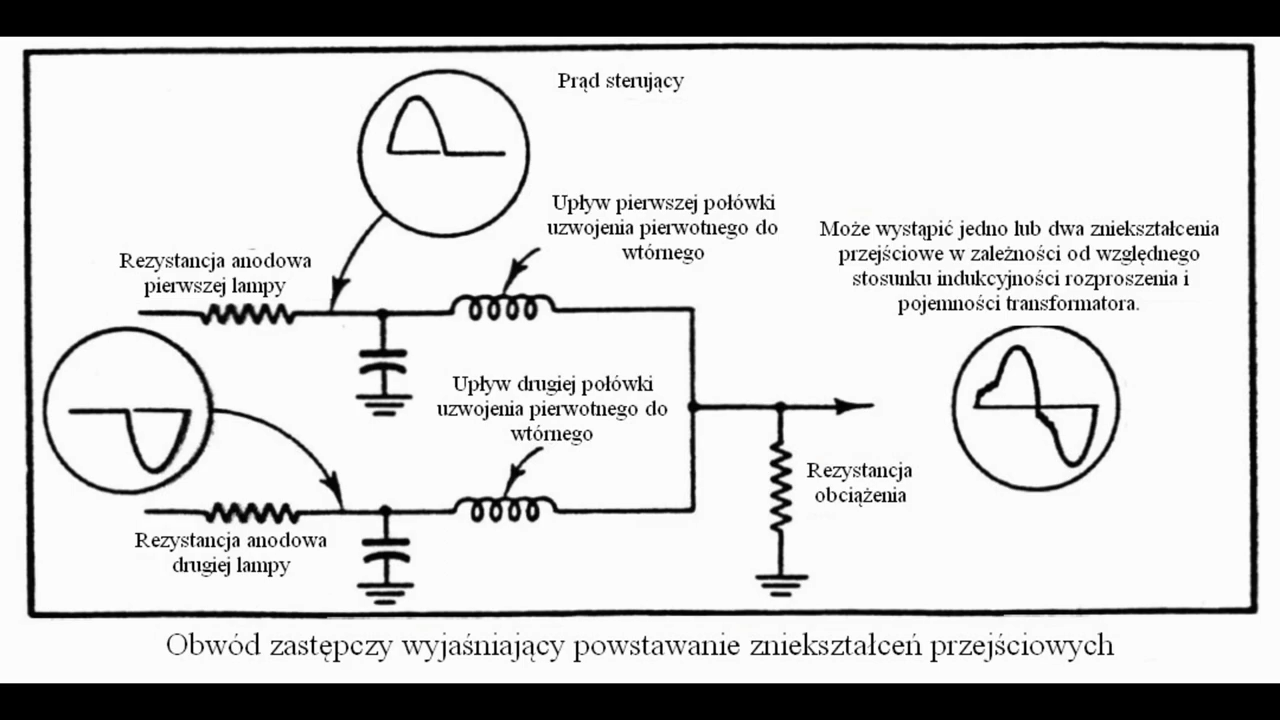 Prąd sterujący
Upływ pierwszej połówki
uzwojenia pierwotnego do
wtórnego
Może wystąpić jedno lub dwa zniekształcenia
przejściowe w zależności od względnego
stosunku indukcyjności rozproszenia i
pojemności transformatora.
Rezystancja anodowa
pierwszej lampy
Upływ drugiej połówki
uzwojenia pierwotnego do
wtórnego
Rezystancja
obciążenia
Rezystancja anodowa
drugiej lampy
Obwód zastępczy wyjaśniający powstawanie zniekształceń przejściowych